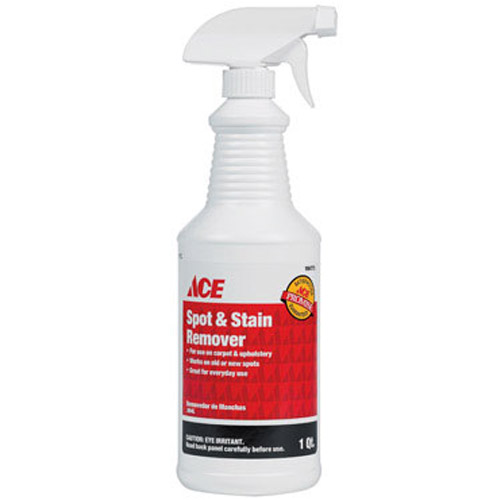 ACE
PROMISE
Spot & Stain
Remover
• For use on carpet & upholstery
• Works on old or new spots
• Great for everyday use
Removedor de Manchas
CAUTION: EYE IRRITANT.
Read back panel carefully before use.
1 Qt.